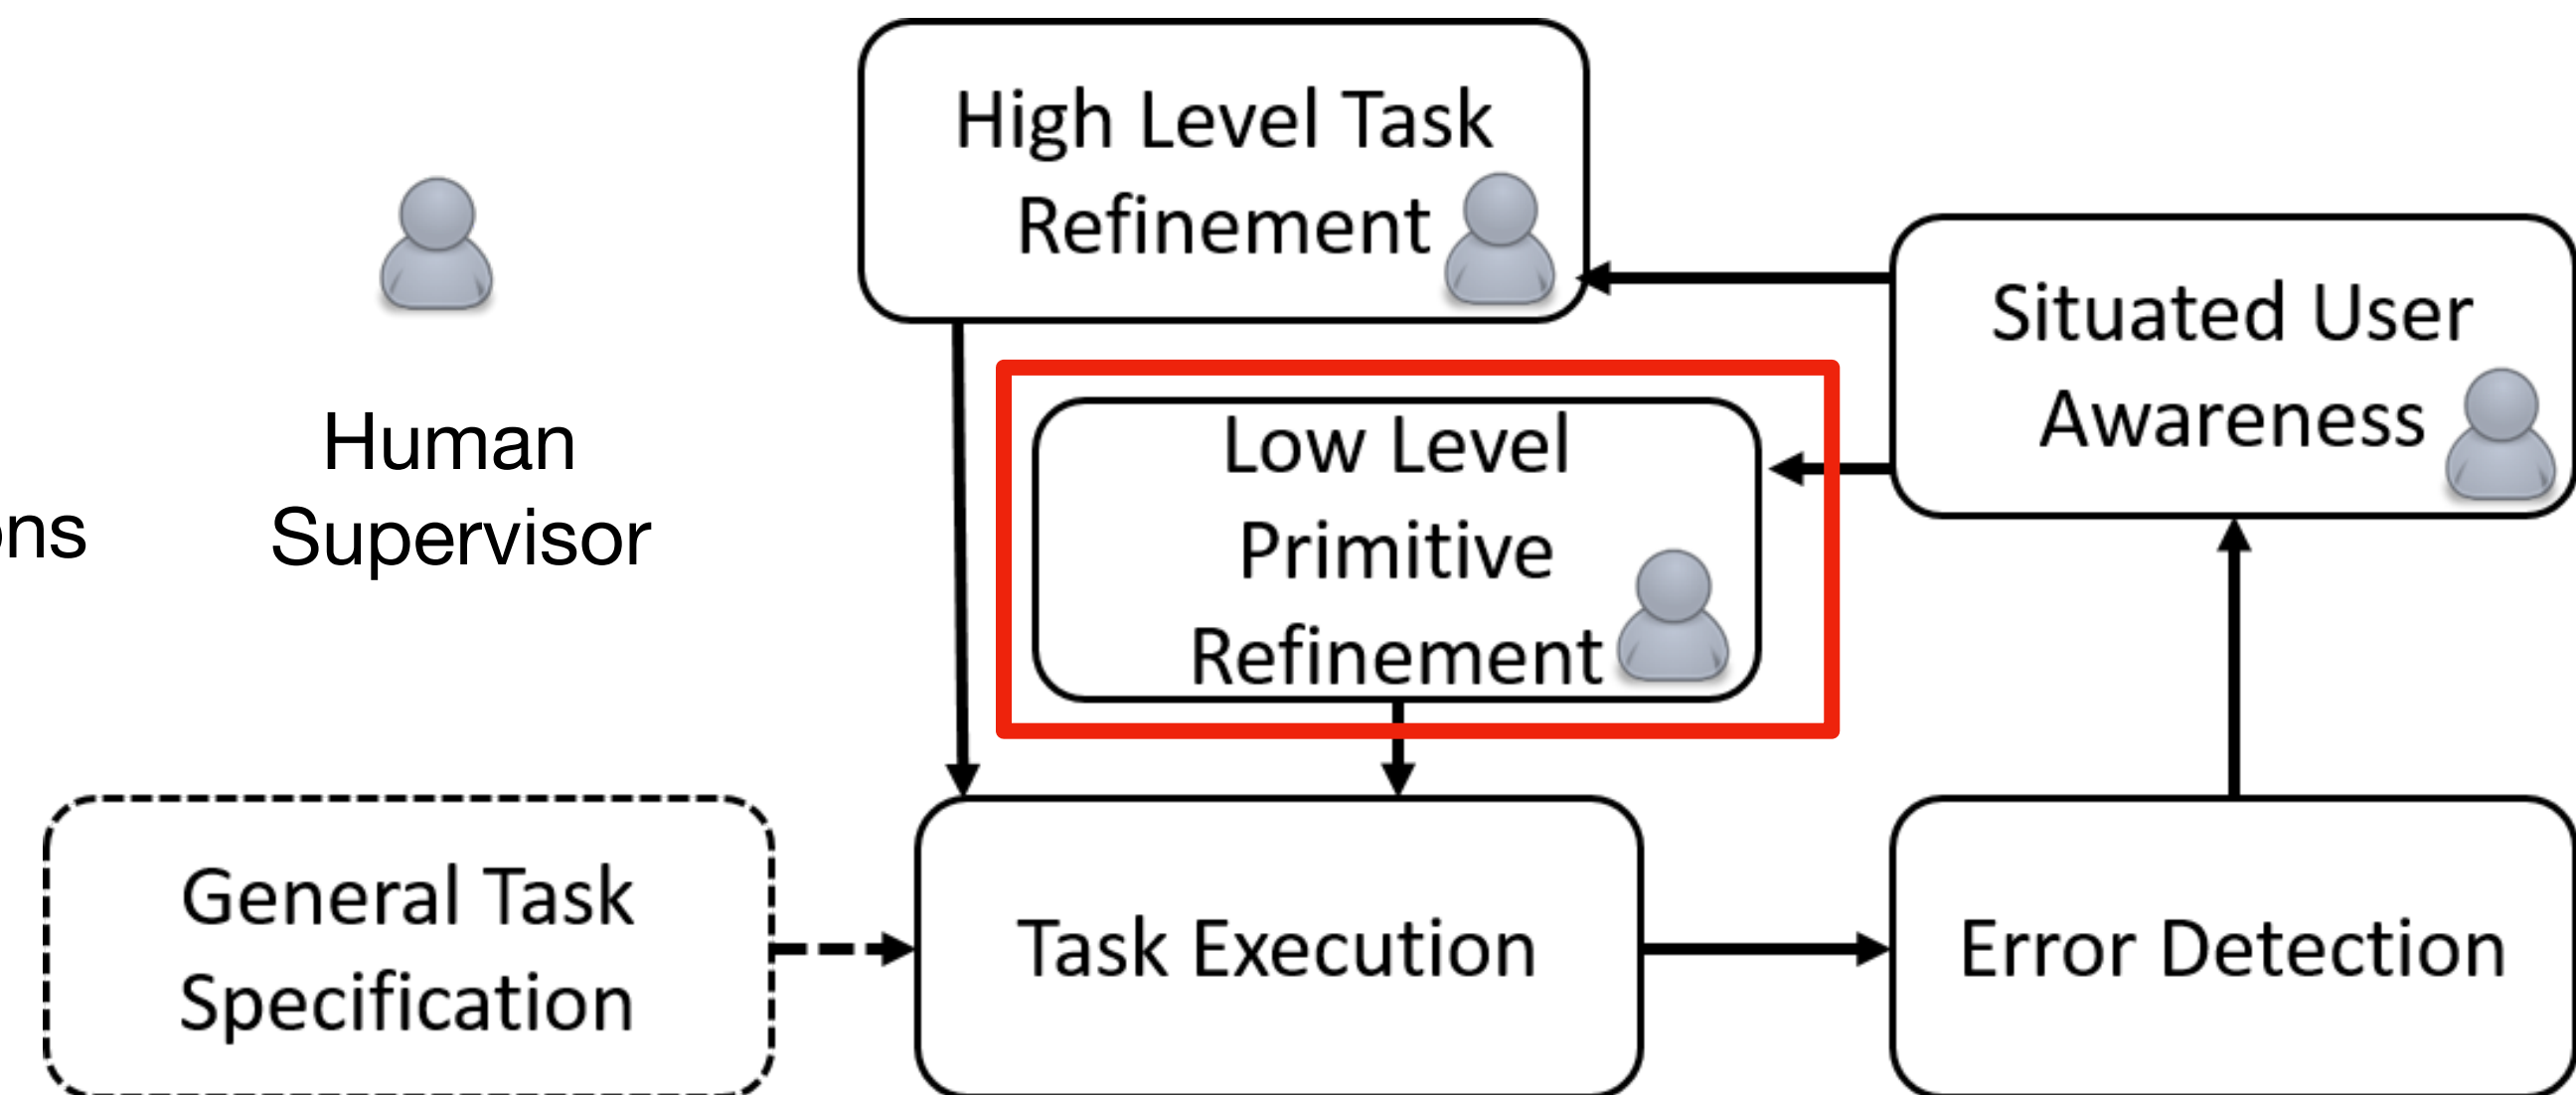 High Level Task
Refinement
Situated User
Awareness
Human
Supervisor
Low Level
Primitive
Refinement
General Task
Specification
Task Execution
Error Detection